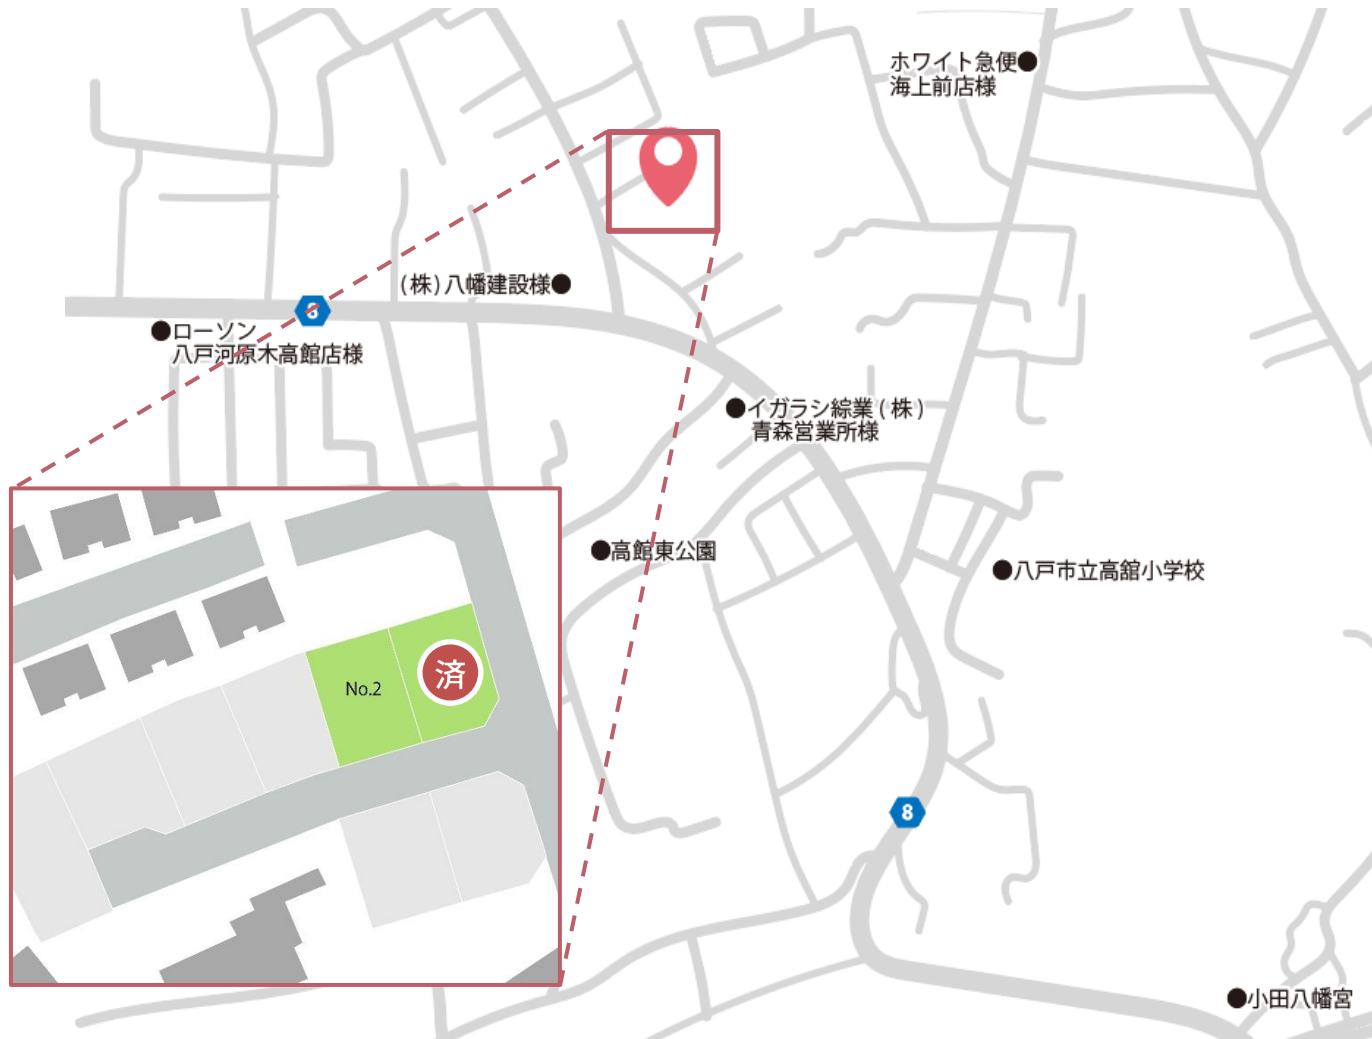 ホワイト急便
海上前店様
(株)八幡建設様
8
ローソン
八戸河原木高館店様
イガラシ綜業(株)
青森営業所様
高館東公園
八戸市立高舘小学校
済
No.2
8
小田八幡宮